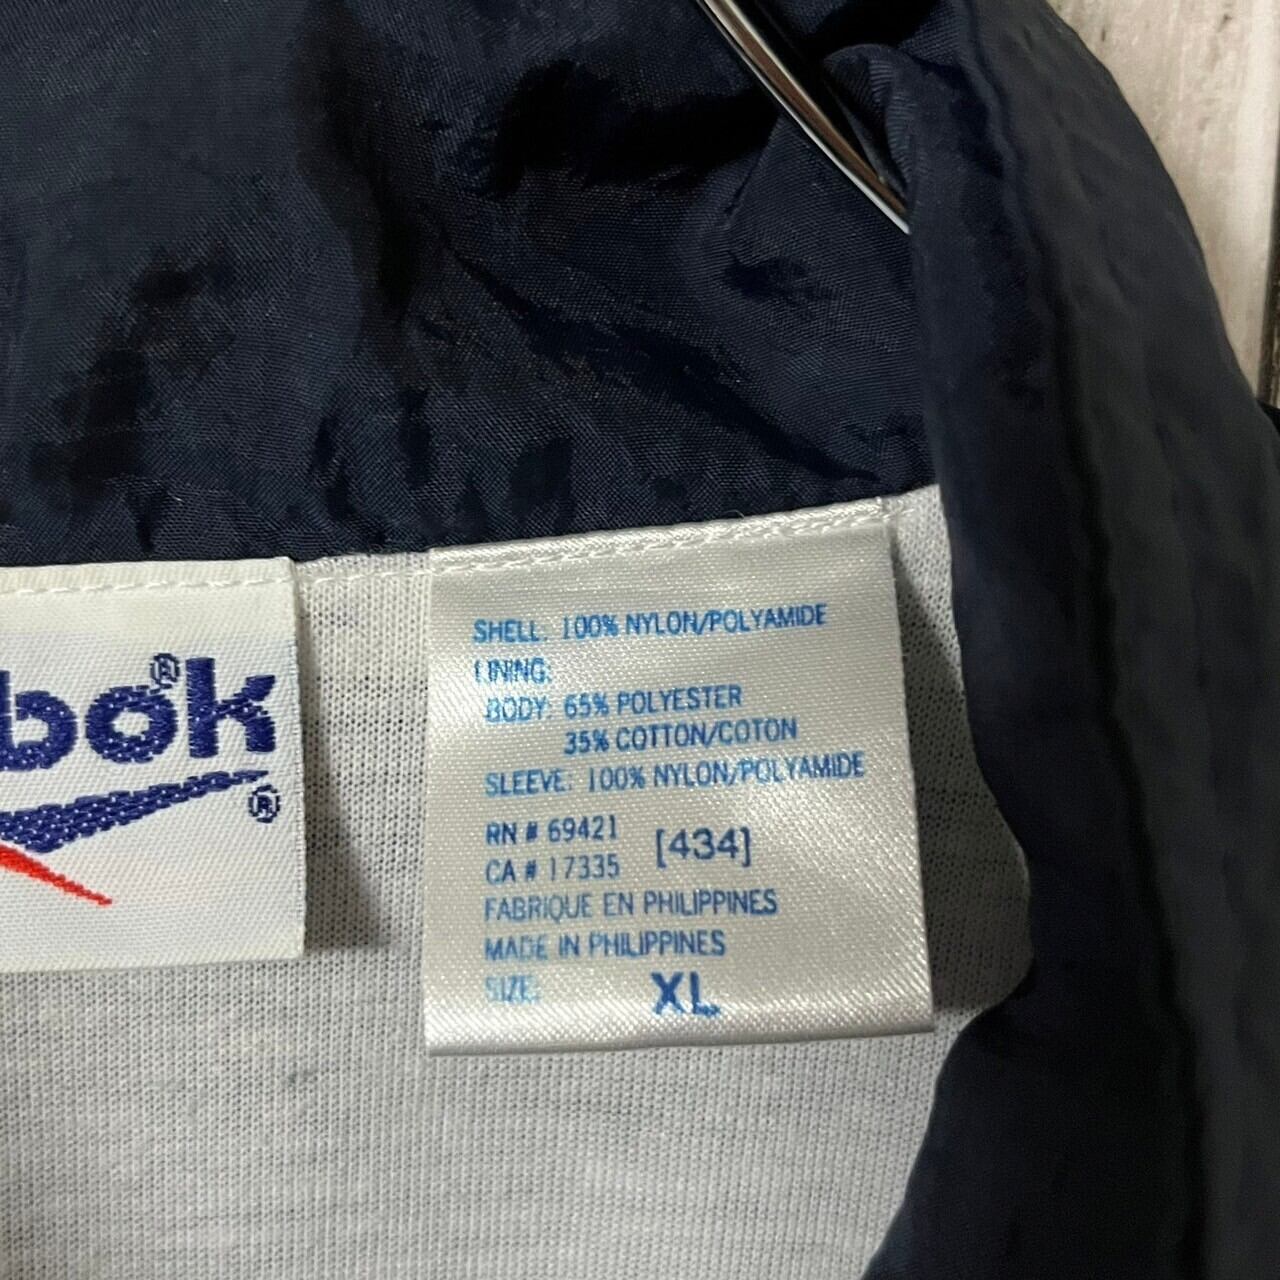 bok
®
®
SHELL: 100% NYLON/POLYAMIDE
LINING:
BODY: 65% POLYESTER
35% COTTON/COTON
SLEEVE: 100% NYLON/POLYAMIDE
RN # 69421
CA # 17335 [434]
FABRIQUE EN PHILIPPINES
MADE IN PHILIPPINES
SIZE: XL